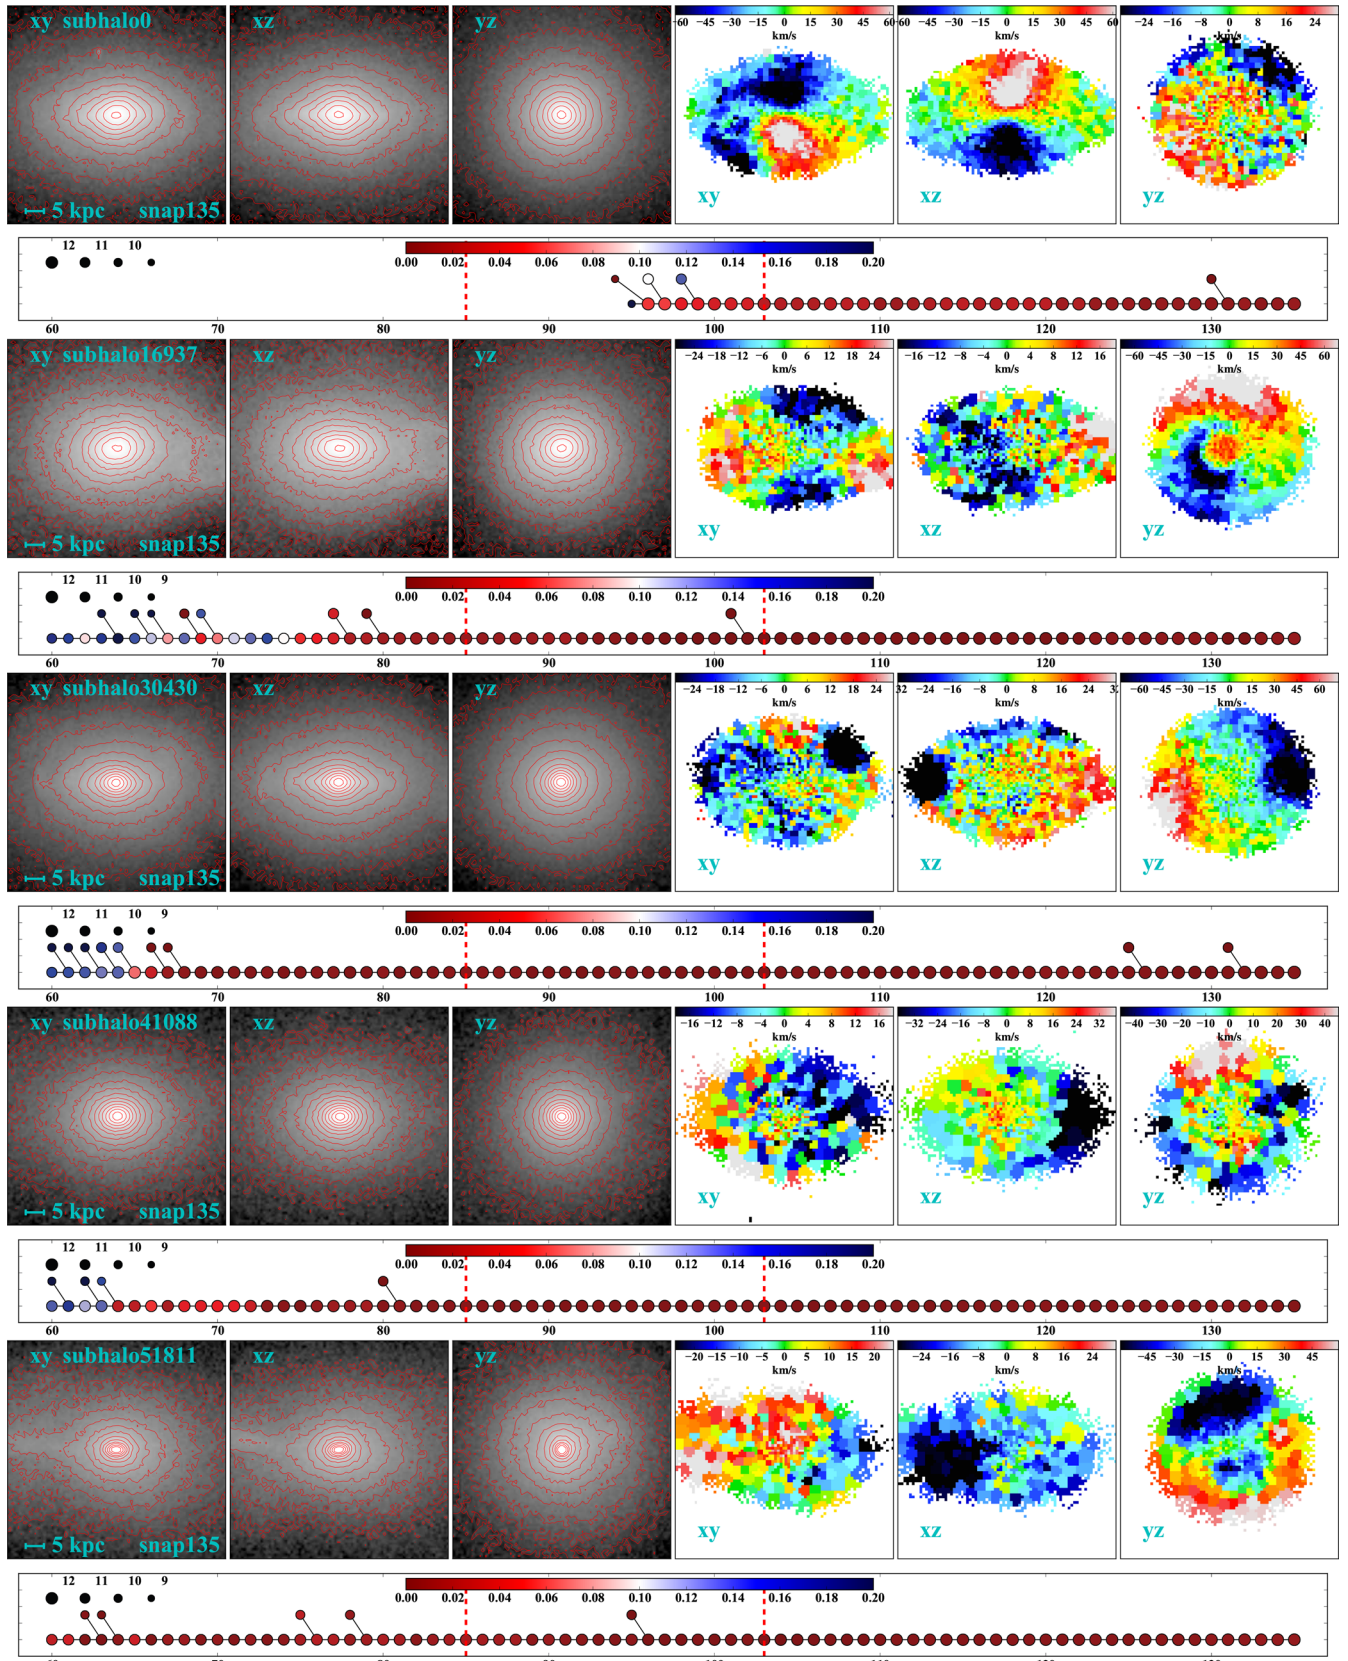 xy subhalo0 xz yz −60 −45 −30 −15 0 15 30 45 60 −60 −45 −30 −15 0 15 30 45 60 −24 −16 −8 0 8 16 24
km/s km/s km/s
xy xz yz
5 kpc snap135
12 11 10
0.00 0.02 0.04 0.06 0.08 0.10 0.12 0.14 0.16 0.18 0.20
60 70 80 90 100 110 120 130
xy subhalo16937 xz yz −24 −18 −12 −6 0 6 12 18 24 −16 −12 −8 −4 0 4 8 12 16 −60 −45 −30 −15 0 15 30 45 60
km/s km/s km/s
xy xz yz
5 kpc snap135
12 11 10 9
0.00 0.02 0.04 0.06 0.08 0.10 0.12 0.14 0.16 0.18 0.20
60 70 80 90 100 110 120 130
xy subhalo30430 xz yz −24 −18 −12 −6 0 6 12 18 24 32 −24 −16 −8 0 8 16 24 3 −60 −45 −30 −15 0 15 30 45 60
km/s km/s km/s
xy xz yz
5 kpc snap135
12 11 10 9
0.00 0.02 0.04 0.06 0.08 0.10 0.12 0.14 0.16 0.18 0.20
60 70 80 90 100 110 120 130
xy subhalo41088 xz yz −16 −12 −8 −4 0 4 8 12 16 −32 −24 −16 −8 0 8 16 24 32 −40 −30 −20 −10 0 10 20 30 40
km/s km/s km/s
xy xz yz
5 kpc snap135
12 11 10 9
0.00 0.02 0.04 0.06 0.08 0.10 0.12 0.14 0.16 0.18 0.20
60 70 80 90 100 110 120 130
xy subhalo51811 xz yz −20 −15 −10 −5 0 5 10 15 20 −24 −16 −8 0 8 16 24 −45 −30 −15 0 15 30 45
km/s km/s km/s
xy xz yz
5 kpc snap135
12 11 10 9
0.00 0.02 0.04 0.06 0.08 0.10 0.12 0.14 0.16 0.18 0.20